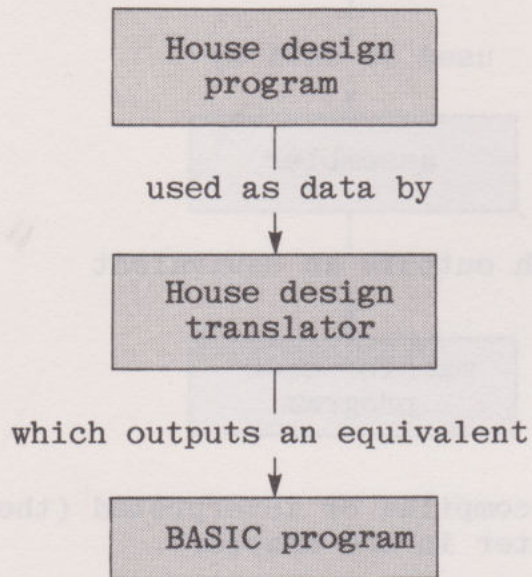 House design
program
used as data by
House design
translator
which outputs an equivalent
BASIC program